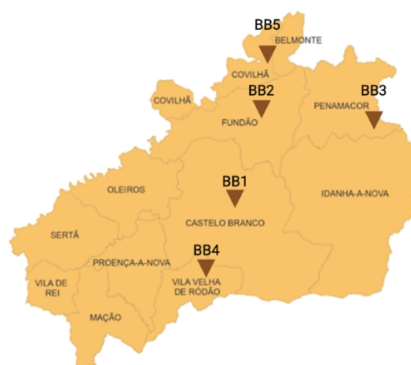 BB5
BELMONTE
COVILHÃ
BB2
BB3
COVILHÃ
PENAMACOR
FUNDÃO
BB1
OLEIROS
IDANHA-A-NOVA
CASTELO BRANCO
SERTÃ
BB4
PROENÇA-A-NOVA
VILA DE
REI
VILA VELHA
DE RÓDÃO
MAÇÃO